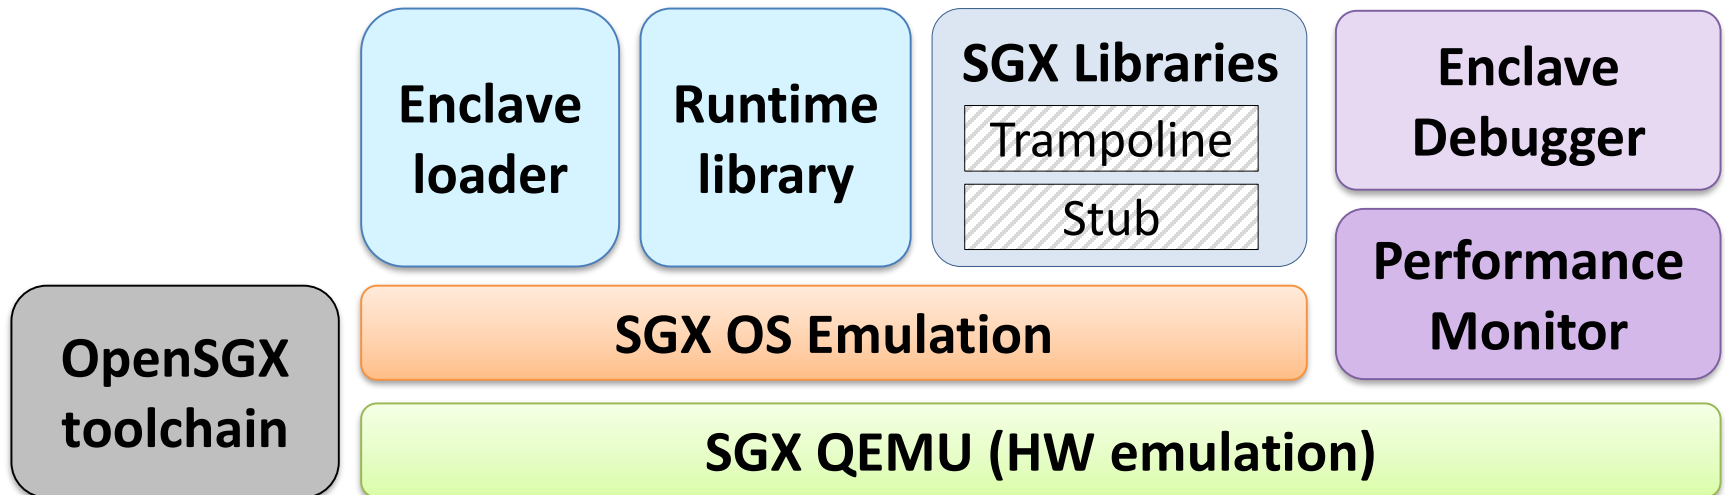 Enclave
loader
Runtime
library
SGX Libraries
Trampoline
Stub
Enclave
Debugger
Performance
Monitor
OpenSGX
toolchain
SGX OS Emulation
SGX QEMU (HW emulation)